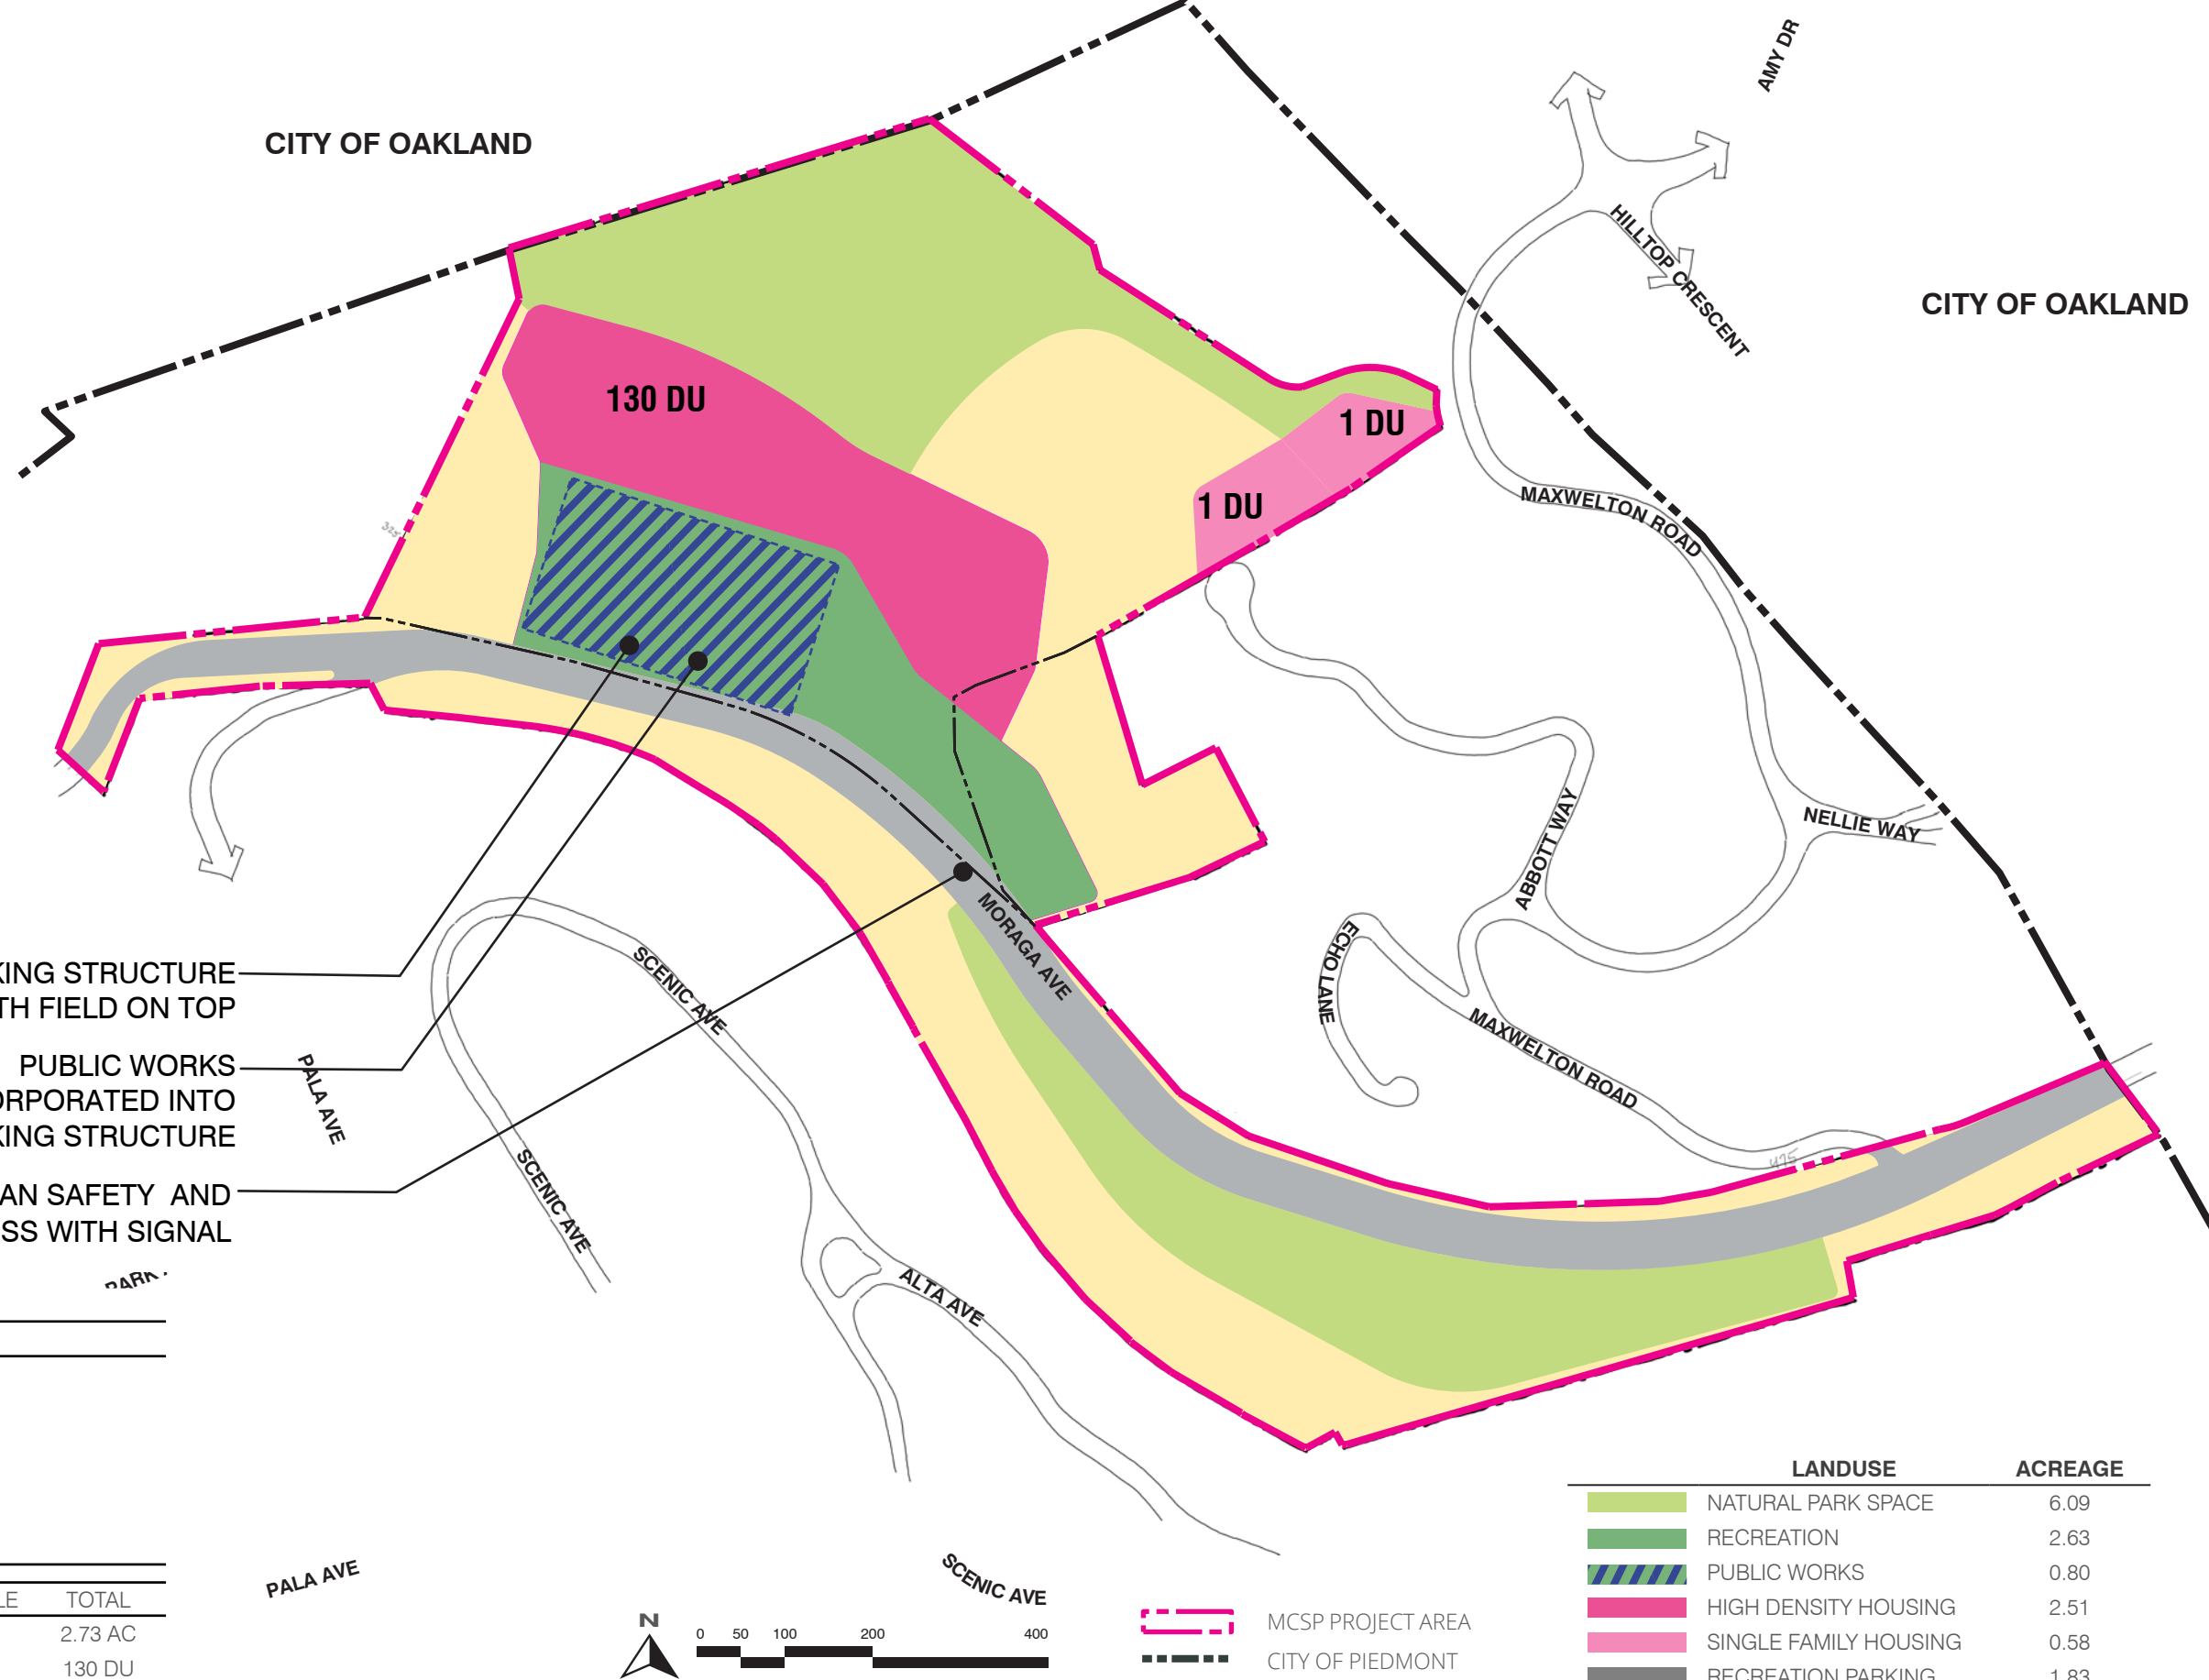 AMY DR
CITY OF OAKLAND
HILLTOP CRESCENT
CITY OF OAKLAND
130 DU
1 DU
1 DU
MAXWELTON ROAD
325'
NELLIE WAY
ABBOTT WAY
MORAGA AVE
ECHO LANE
SCENIC AVE
KING STRUCTURE
TH FIELD ON TOP
PUBLIC WORKS
ORPORATED INTO
KING STRUCTURE
PALA AVE
MAXWELTON ROAD
475
AN SAFETY AND
SS WITH SIGNAL
SCENIC AVE
PARK
ALTA AVE
LANDUSE ACREAGE
NATURAL PARK SPACE 6.09
RECREATION 2.63
PUBLIC WORKS 0.80
HIGH DENSITY HOUSING 2.51
SINGLE FAMILY HOUSING 0.58
RECREATION PARKING 1.83
PALA AVE
SCENIC AVE
LE TOTAL
2.73 AC
130 DU
N
0 50 100 200 400
MCSP PROJECT AREA
CITY OF PIEDMONT